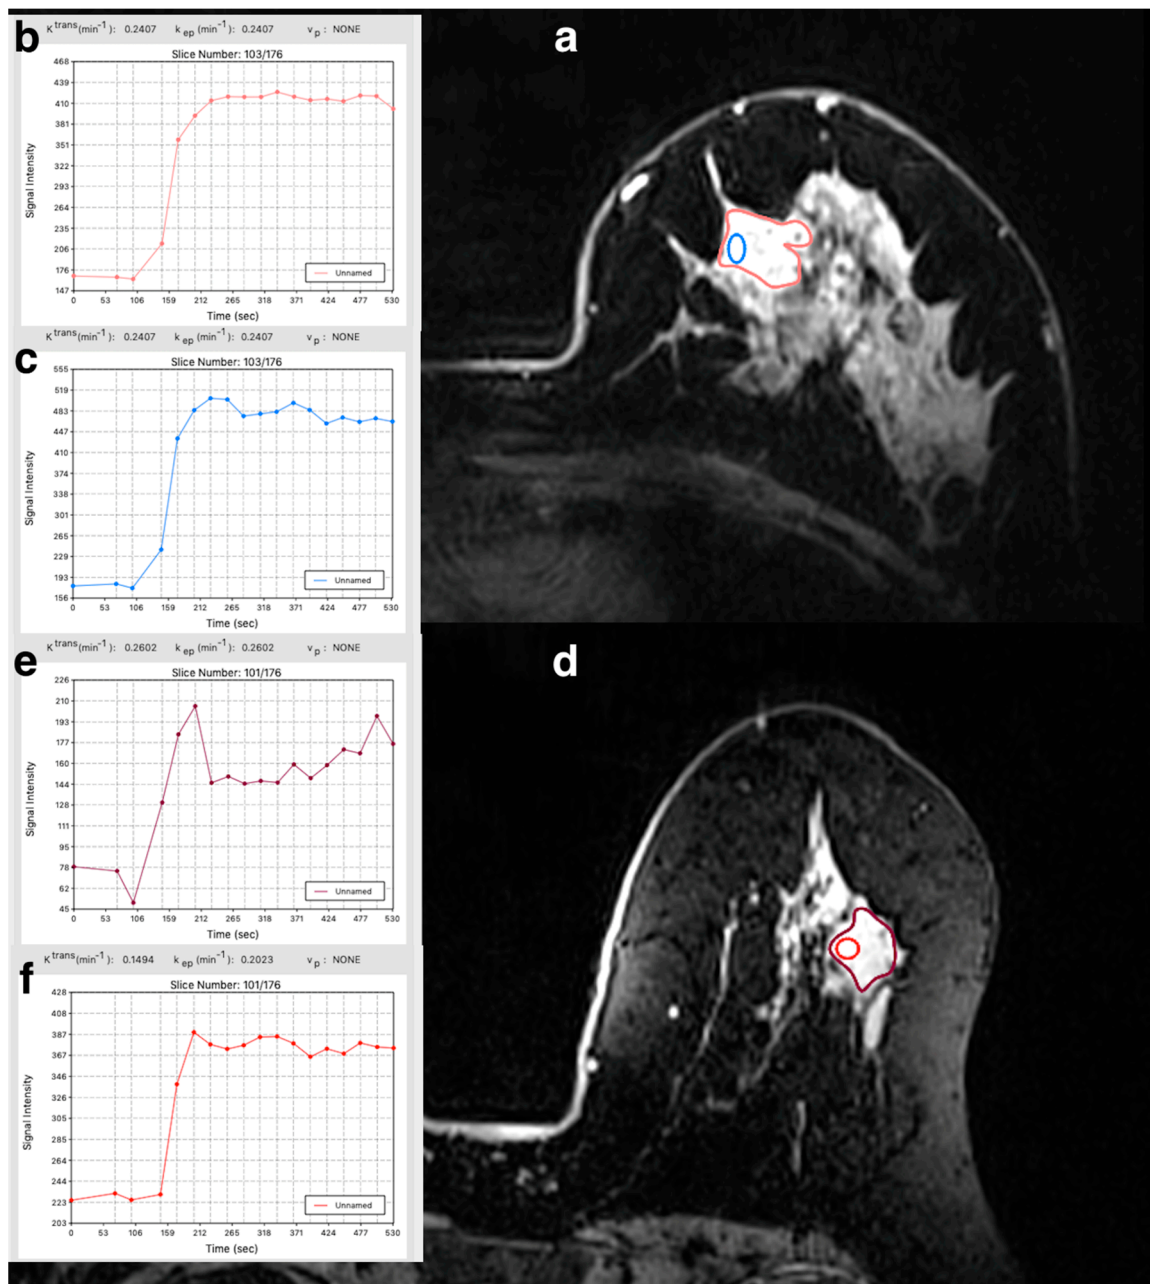 b
K trans(min⁻¹): 0.2407 k ep (min⁻¹): 0.2407 v p : NONE
Slice Number: 103/176
468
439
410
381
351
322
293
264
235
206
176
147
Signal Intensity
Unnamed
0 53 106 159 212 265 318 371 424 477 530
Time (sec)
a
c
K trans(min⁻¹): 0.2407 k ep (min⁻¹): 0.2407 v p : NONE
Slice Number: 103/176
555
519
483
447
410
374
338
301
265
229
193
156
Signal Intensity
Unnamed
0 53 106 159 212 265 318 371 424 477 530
Time (sec)
e
K trans(min⁻¹): 0.2602 k ep (min⁻¹): 0.2602 v p : NONE
Slice Number: 101/176
226
210
193
177
160
144
128
111
95
78
62
45
Signal Intensity
Unnamed
0 53 106 159 212 265 318 371 424 477 530
Time (sec)
d
f
K trans(min⁻¹): 0.1494 k ep (min⁻¹): 0.2023 v p : NONE
Slice Number: 101/176
428
408
387
367
346
326
305
285
264
244
223
203
Signal Intensity
Unnamed
0 53 106 159 212 265 318 371 424 477 530
Time (sec)